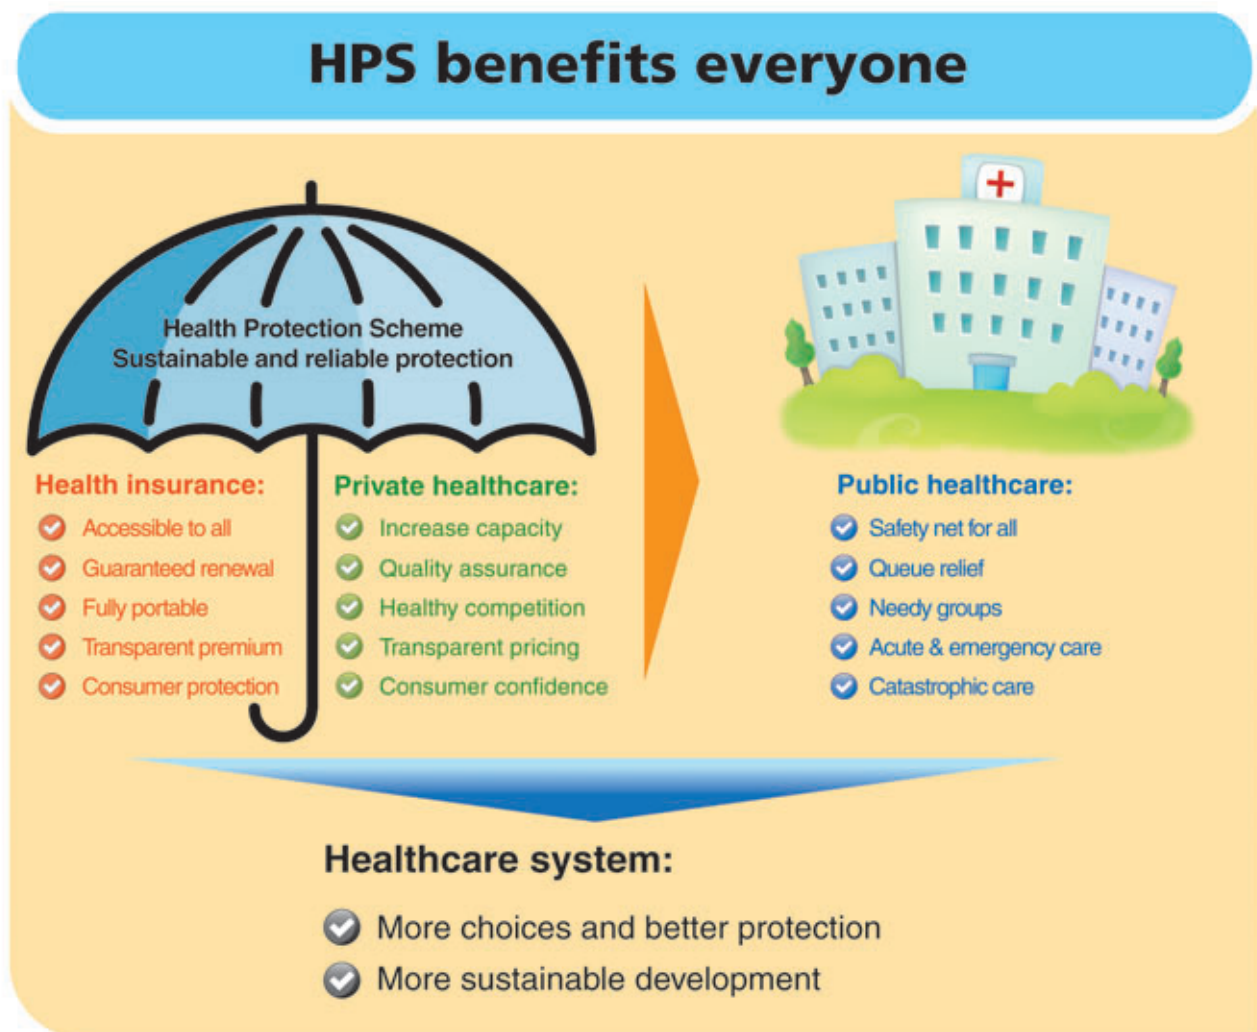 HPS benefits everyone
Health Protection Scheme
Sustainable and reliable protection
Health insurance:
Accessible to all
Guaranteed renewal
Fully portable
Transparent premium
Consumer protection
Private healthcare:
Increase capacity
Quality assurance
Healthy competition
Transparent pricing
Consumer confidence
Public healthcare:
Safety net for all
Queue relief
Needy groups
Acute & emergency care
Catastrophic care
Healthcare system:
More choices and better protection
More sustainable development